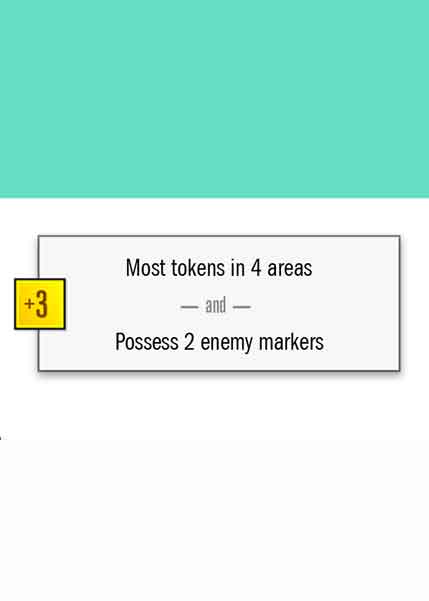 Most tokens in 4 areas
+3
— and —
Possess 2 enemy markers